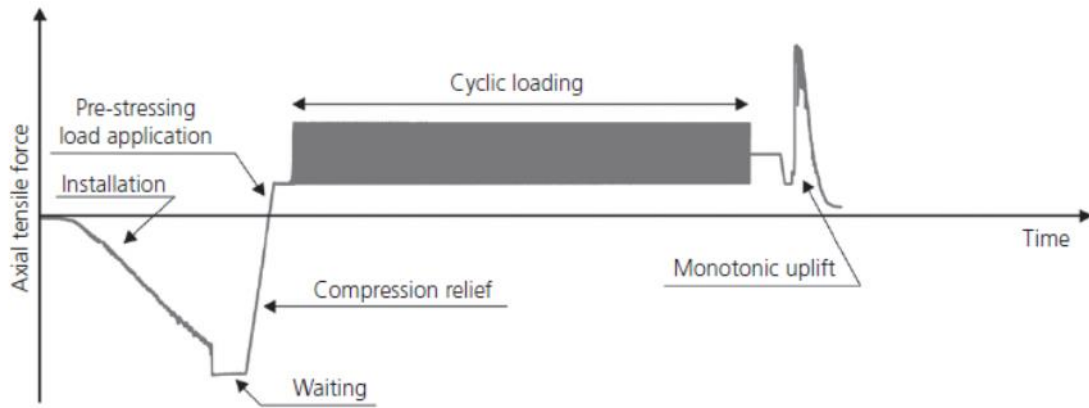 Cyclic loading
Pre-stressing
load application
Installation
Axial tensile force
Time
Monotonic uplift
Compression relief
Waiting